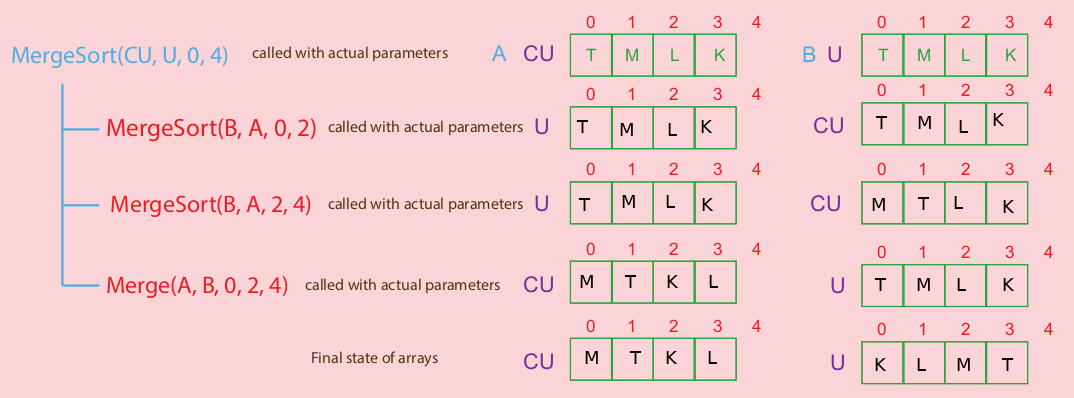 0 1 2 3 4 0 1 2 3 4
MergeSort(CU, U, 0, 4) called with actual parameters A CU T M L K B U T M L K
0 1 2 3 4 0 1 2 3 4
MergeSort(B, A, 0, 2) called with actual parameters U T M L K CU T M L K
0 1 2 3 4 0 1 2 3 4
MergeSort(B, A, 2, 4) called with actual parameters U T M L K CU M T L K
0 1 2 3 4 0 1 2 3 4
Merge(A, B, 0, 2, 4) called with actual parameters CU M T K L U T M L K
0 1 2 3 4 0 1 2 3 4
Final state of arrays CU M T K L U K L M T